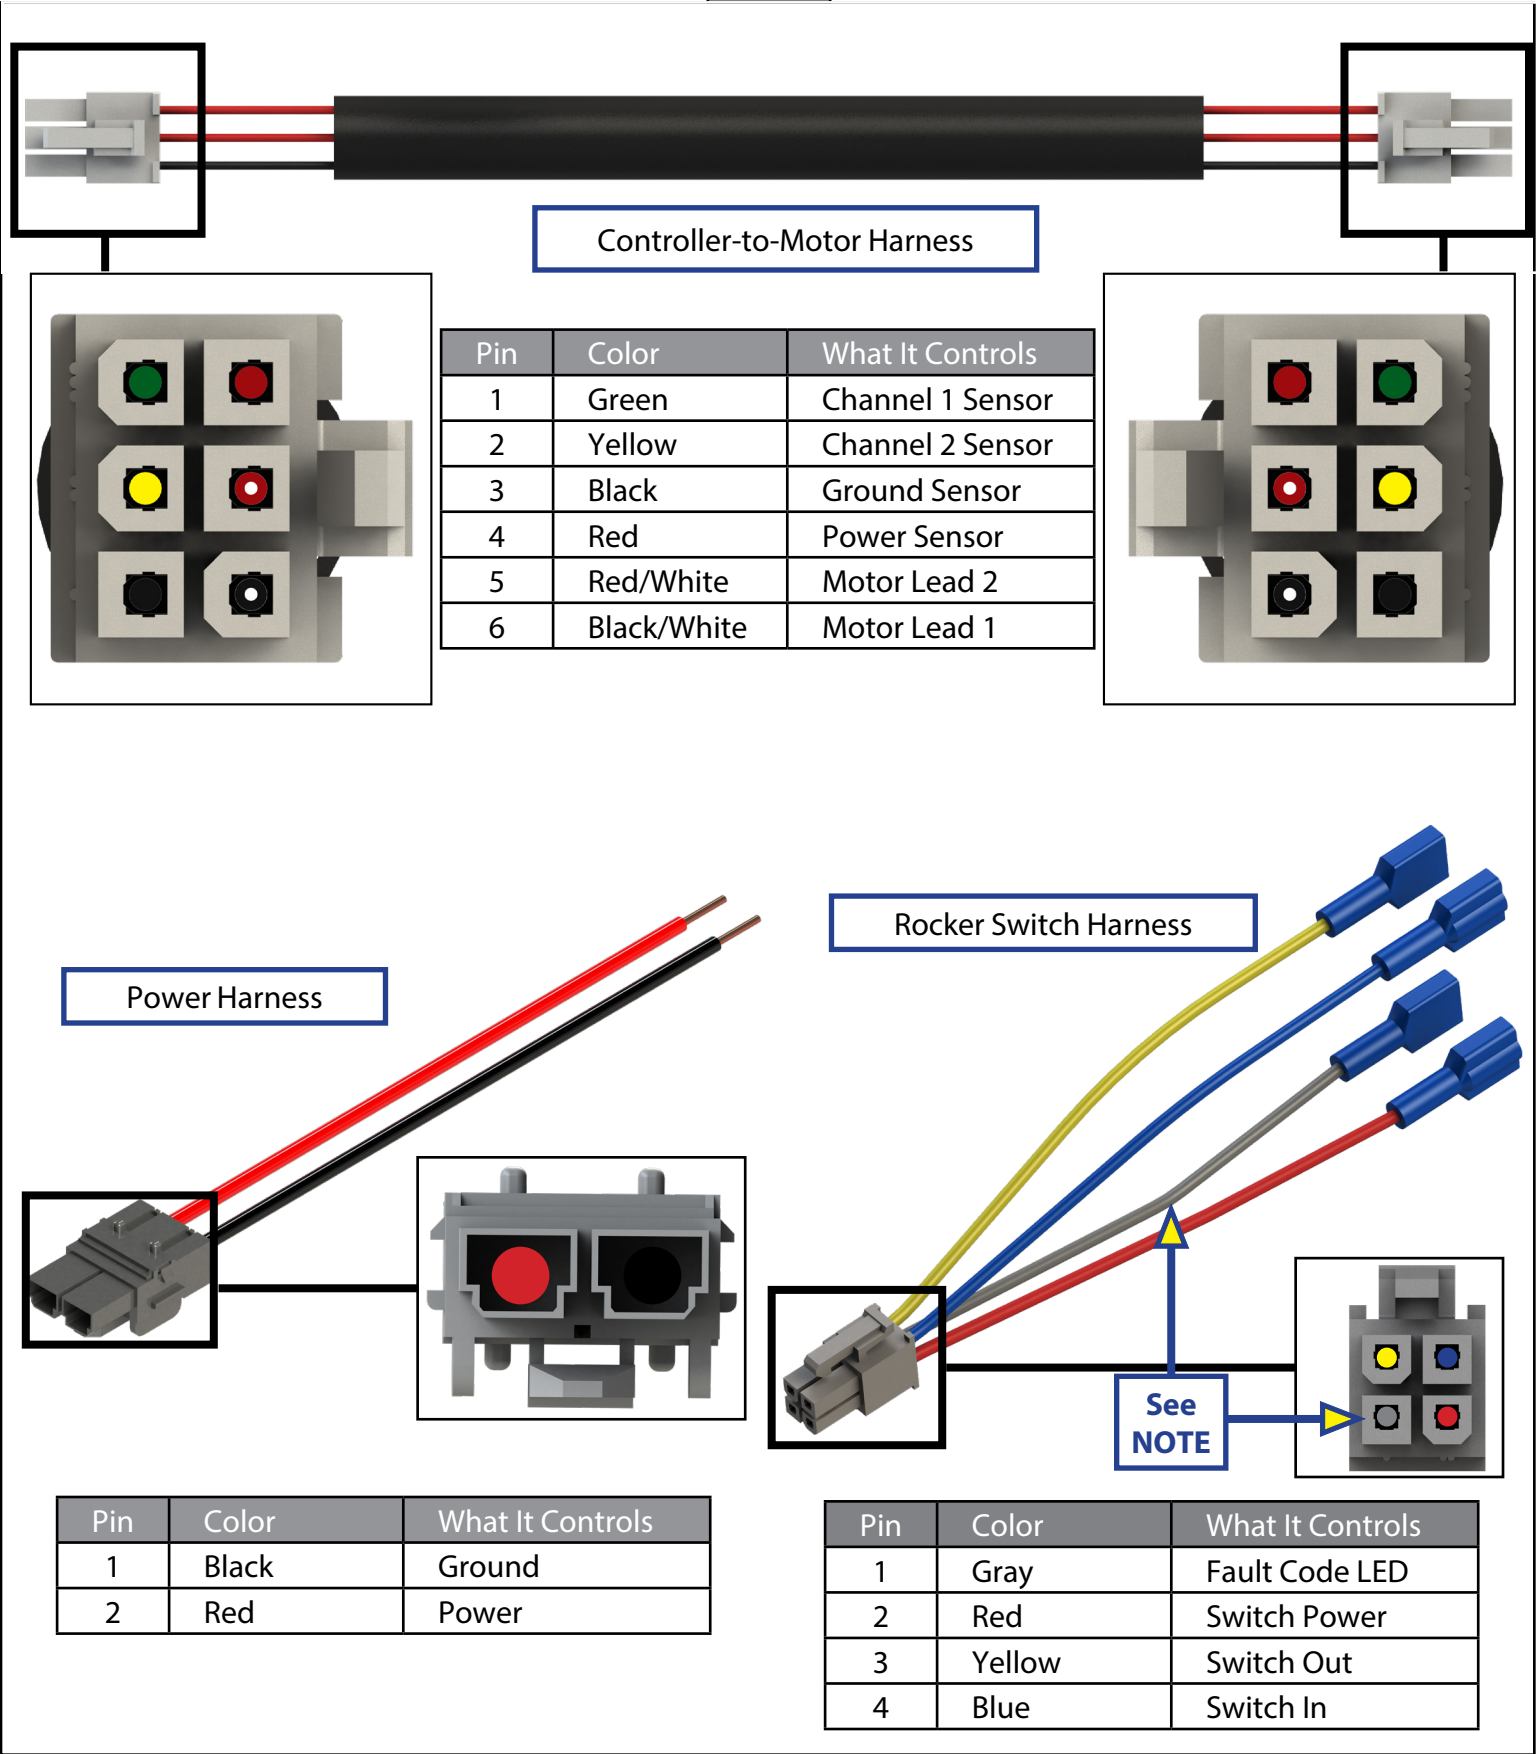 Controller-to-Motor Harness
Pin Color What It Controls
1 Green Channel 1 Sensor
2 Yellow Channel 2 Sensor
3 Black Ground Sensor
4 Red Power Sensor
5 Red/White Motor Lead 2
6 Black/White Motor Lead 1
Rocker Switch Harness
Power Harness
See
NOTE
Pin Color What It Controls
1 Black Ground
2 Red Power
Pin Color What It Controls
1 Gray Fault Code LED
2 Red Switch Power
3 Yellow Switch Out
4 Blue Switch In